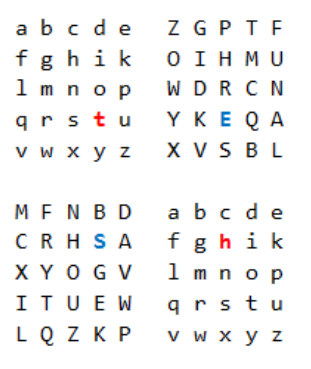 a b c d e Z G P T F
f g h i k O I H M U
l m n o p W D R C N
q r s t u Y K E Q A
v w x y z X V S B L
M F N B D a b c d e
C R H S A f g h i k
X Y O G V l m n o p
I T U E W q r s t u
L Q Z K P v w x y z